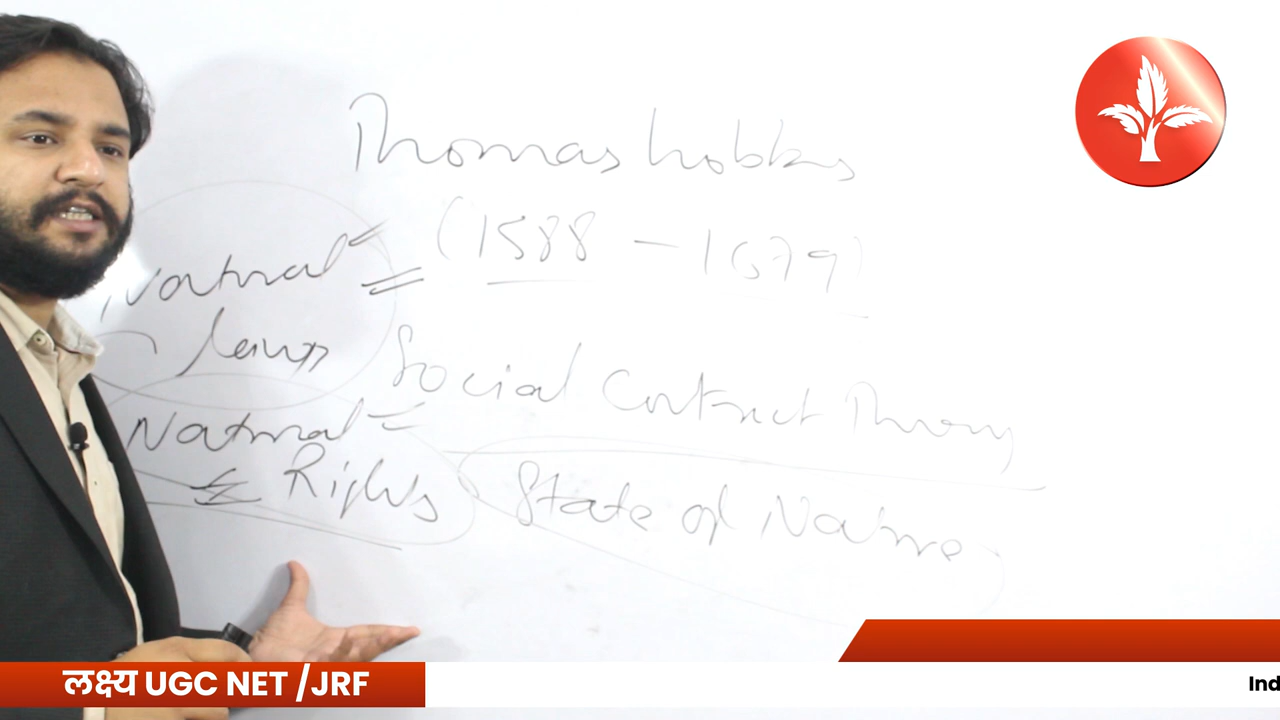 Thomas hobbes
(1588 - 1679)
Natural
laws
Social Contract Theory
Natural
Rights
State of Nature
लक्ष्य UGC NET /JRF
Ind